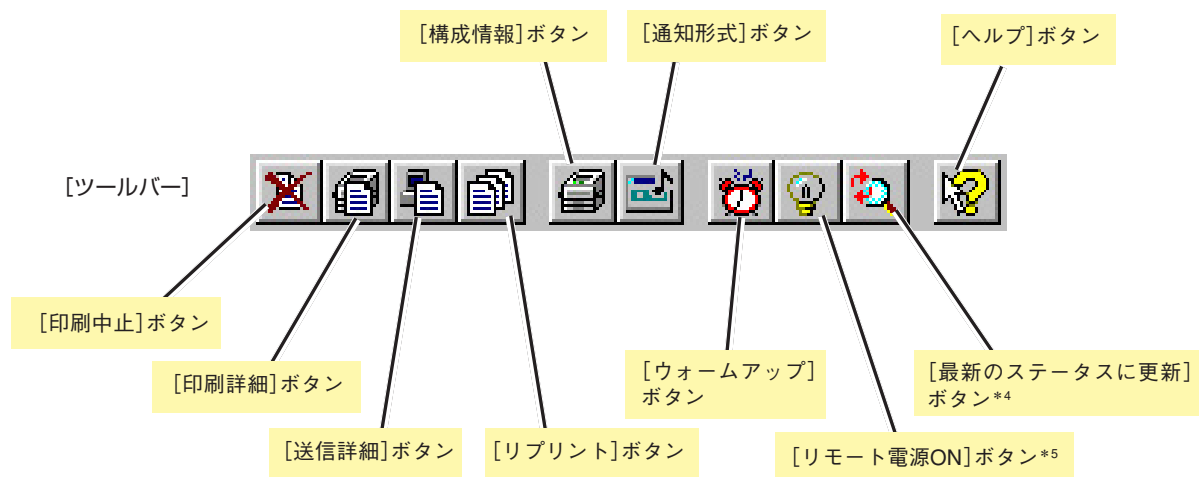 [構成情報]ボタン
[通知形式]ボタン
[ヘルプ]ボタン
[ツールバー]
[印刷中止]ボタン
[印刷詳細]ボタン
[送信詳細]ボタン
[リプリント]ボタン
[ウォームアップ]
ボタン
[リモート電源ON]ボタン*5
[最新のステータスに更新]
ボタン*4